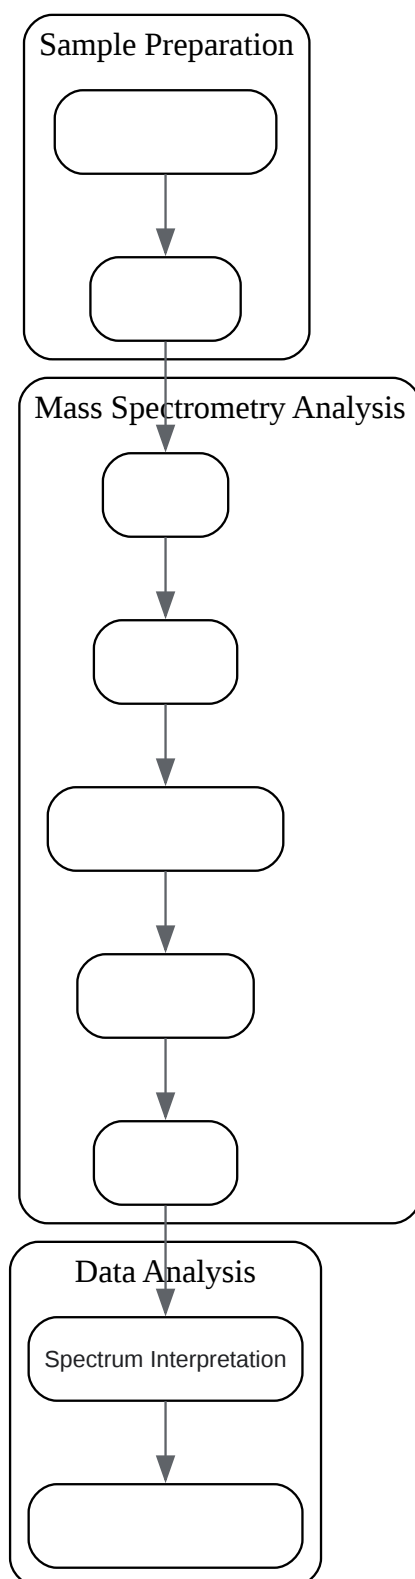 Sample Preparation
Mass Spectrometry Analysis
Data Analysis
Spectrum Interpretation